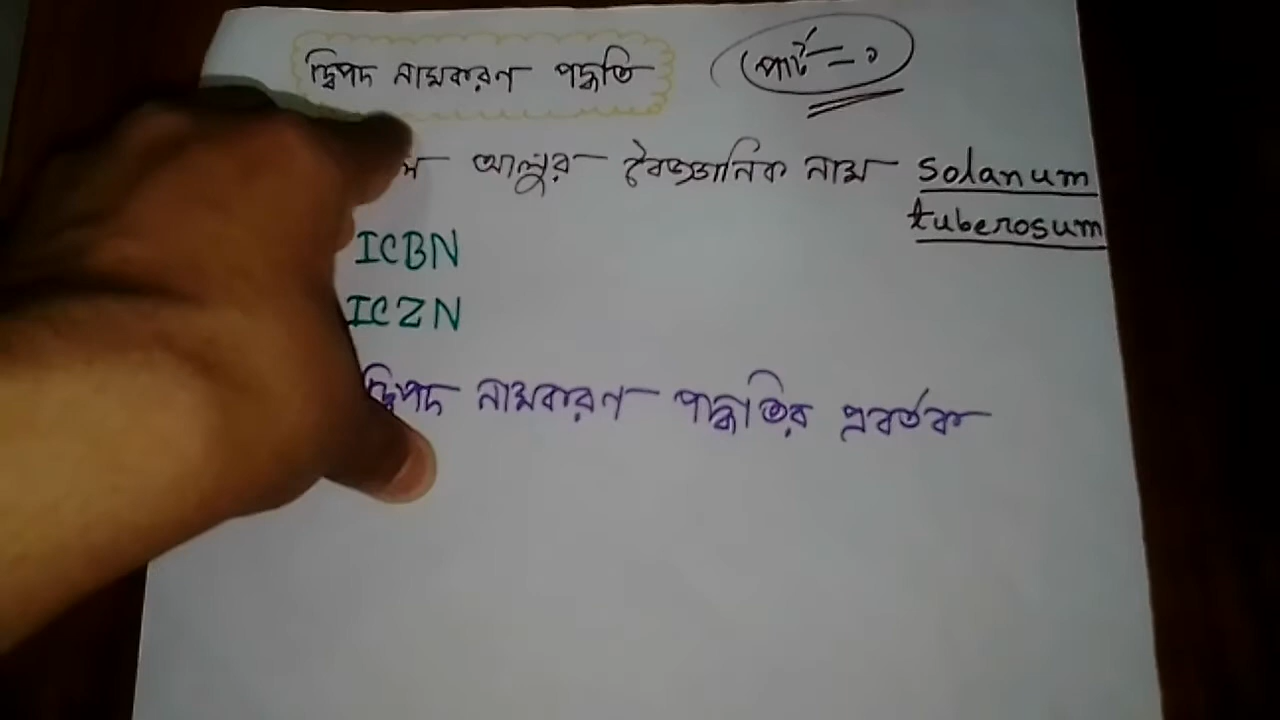 দ্বিপদ নামকরণ পদ্ধতি (পার্ট-১
আলুর বৈজ্ঞানিক নাম Solanum
tuberosum
ICBN
ICZN
দ্বিপদ নামকরণ পদ্ধতির প্রবর্তক